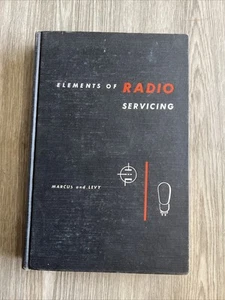 ELEMENTS OF RADIO
SERVICING
MARCUS and LEVY